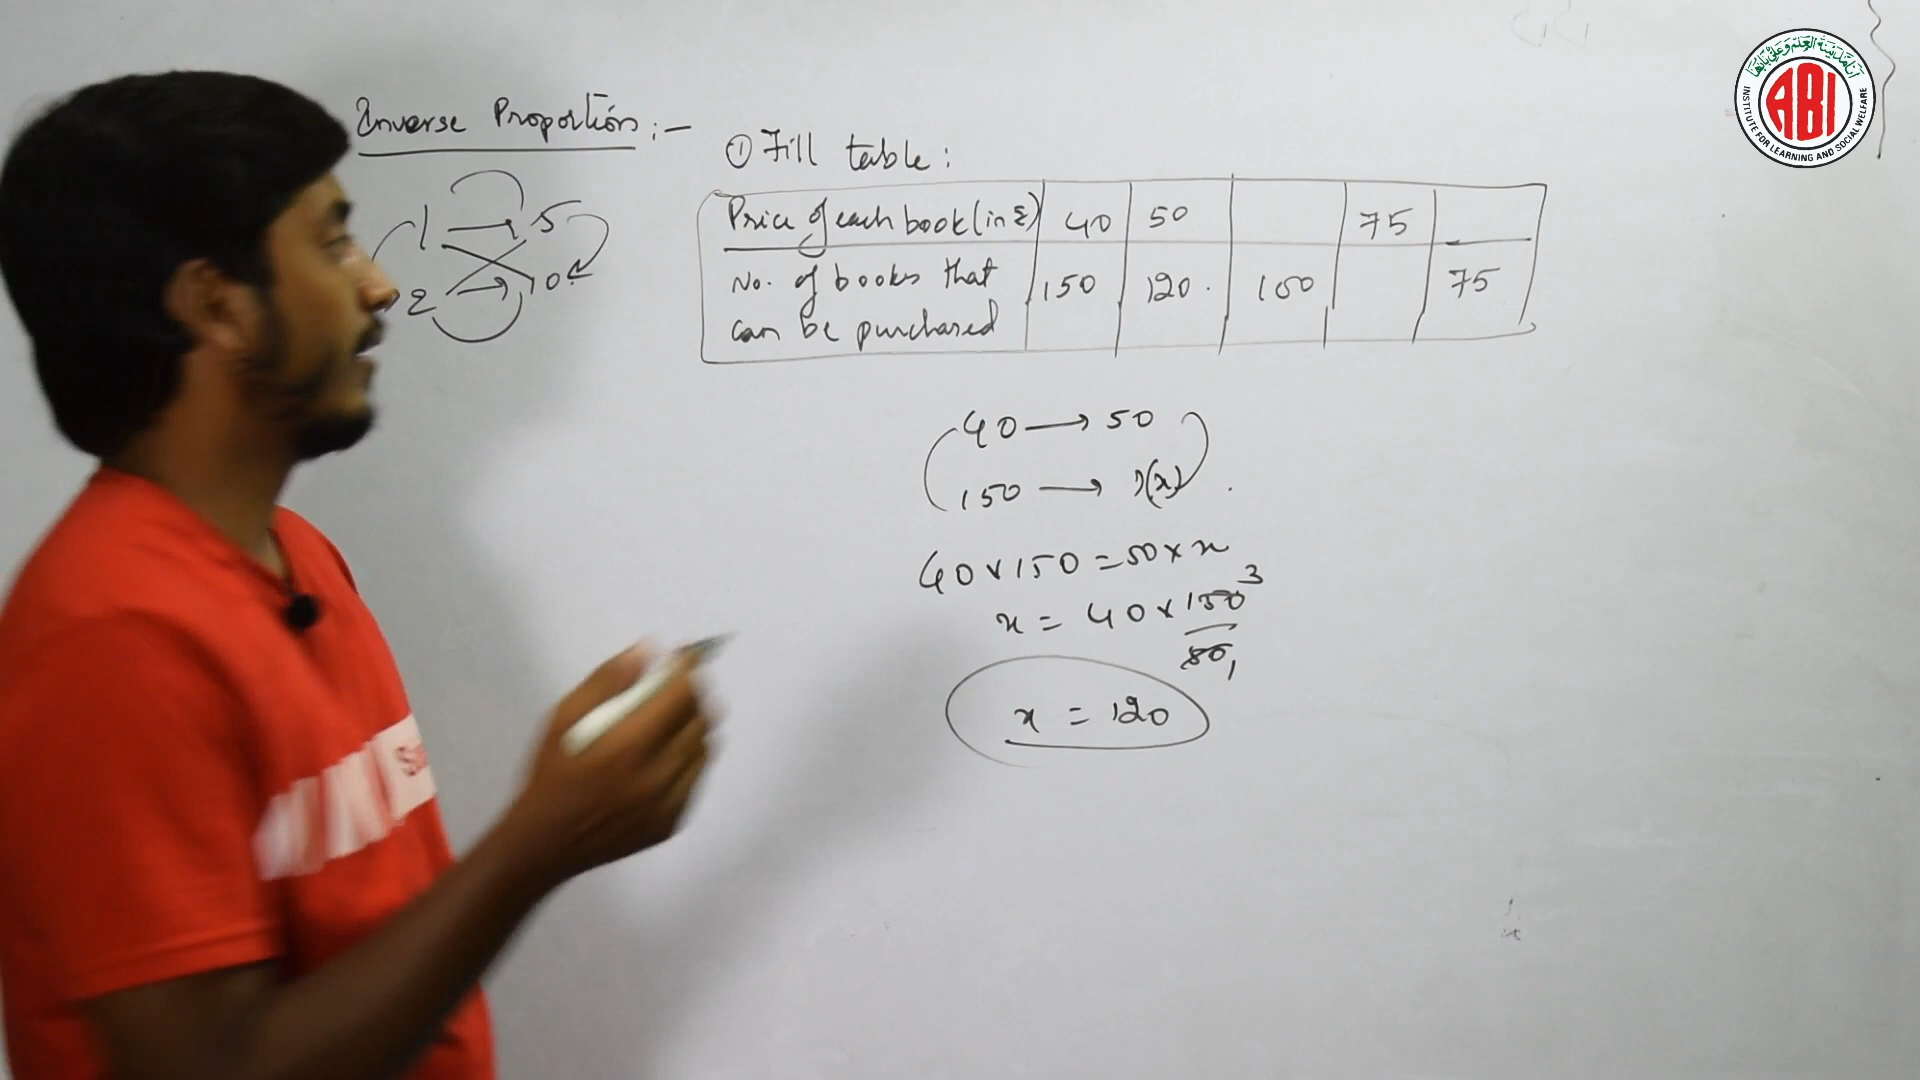 Inverse Proportion :-
1 → 5
2 → 10
① Fill table :
Price of each book (in ₹) 40 50 75
No. of books that 150 120. 100 75
can be purchased
40 → 50
150 → ?(x)
40 × 150 = 50 × x
x = 40 × 150 3
50 1
x = 120
ABI
INSTITUTE FOR LEARNING AND SOCIAL WELFARE